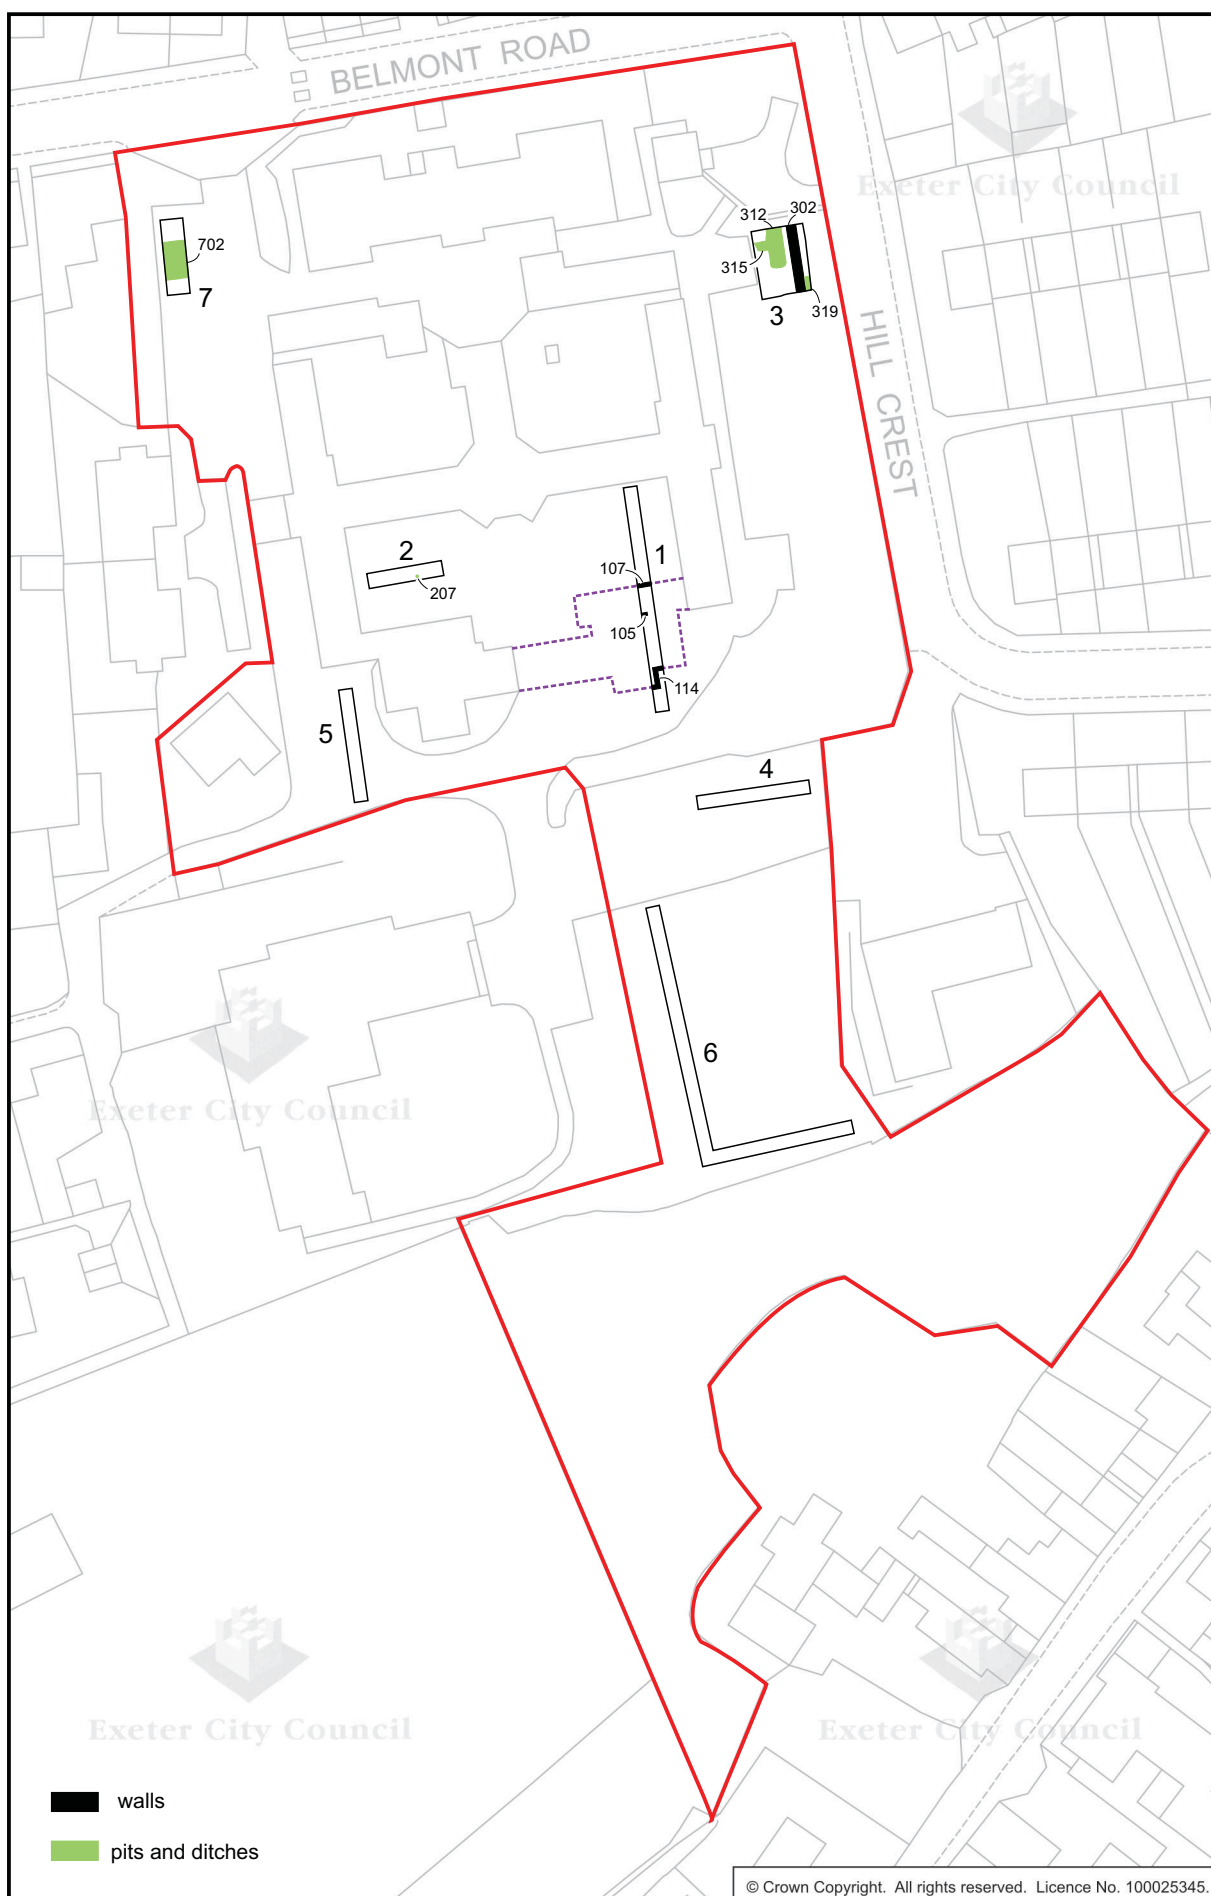 BELMONT ROAD
Exeter City Council
312
302
702
315
7
3
319
HILL CREST
2
1
107
207
105
114
5
4
6
Exeter City Council
Exeter City Council
Exeter City Council
walls
pits and ditches
© Crown Copyright. All rights reserved. Licence No. 100025345.